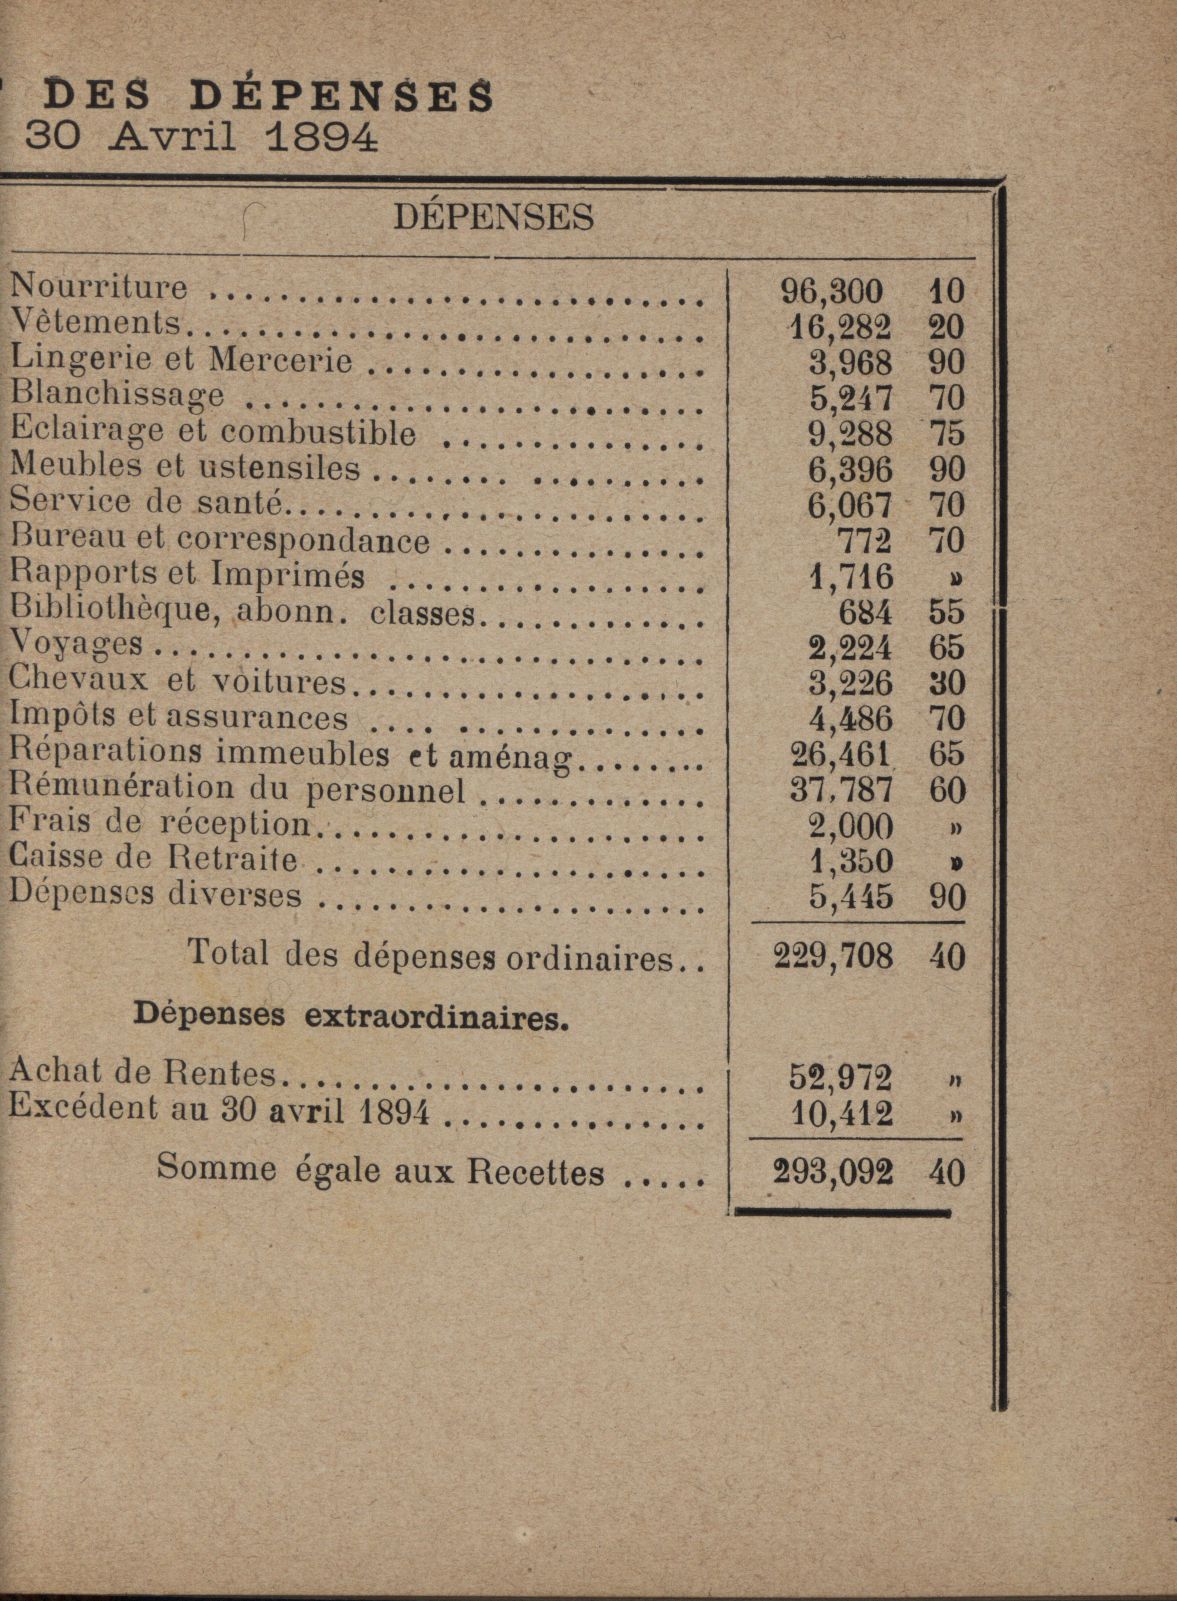 DES DÉPENSES
30 Avril 1894
DÉPENSES
Nourriture .............................. 96,300 10
Vêtements.............................. 16,282 20
Lingerie et Mercerie ................... 3,968 90
Blanchissage .......................... 5,247 70
Eclairage et combustible ............... 9,288 75
Meubles et ustensiles ........ .......... 6,396 90
Service de santé........................ 6,067 70
Bureau et correspondance ............... 772 70
Rapports et Imprimés .................. 1,716 »
Bibliothèque, abonn. classes............. 684 55
Voyages ............................... 2,224 65
Chevaux et voitures.................... 3,226 30
Impôts et assurances .... .............. 4,486 70
Réparations immeubles et aménag........ 26,461 65
Rémunération du personnel ............. 37,787 60
Frais de réception...................... 2,000 »
Caisse de Retraite ...................... 1,350 »
Dépenses diverses ...................... 5,445 90
Total des dépenses ordinaires.. 229,708 40
Dépenses extraordinaires.
Achat de Rentes........................ 52,972 »
Excédent au 30 avril 1894 ............... 10,412 »
Somme égale aux Recettes ..... 293,092 40